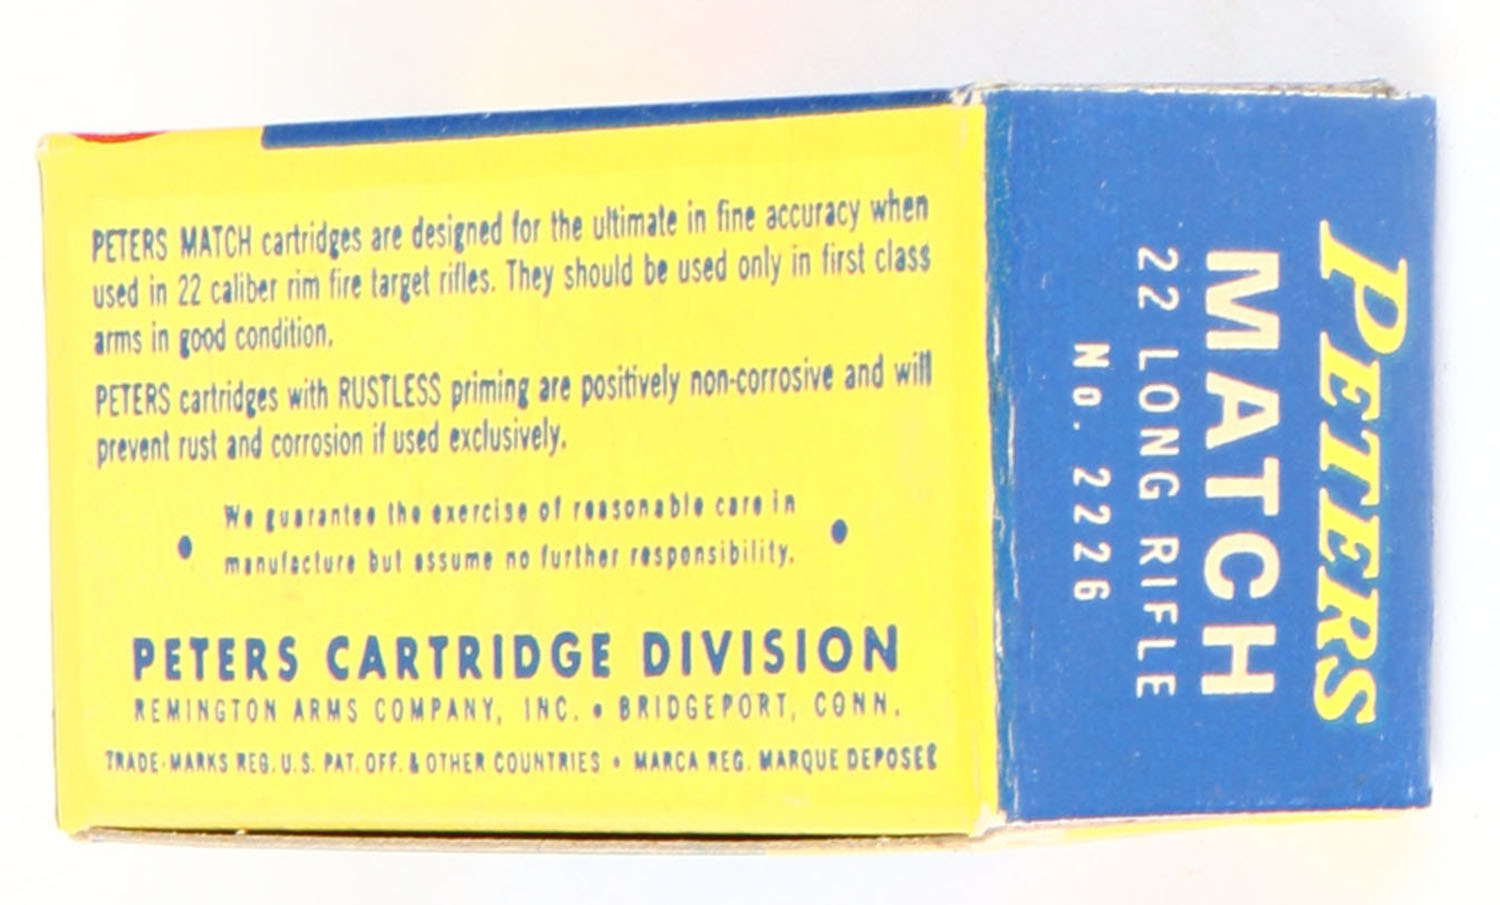 PETERS MATCH cartridges are designed for the ultimate in fine accuracy when
used in 22 caliber rim fire target rifles. They should be used only in first class
arms in good condition.
PETERS cartridges with RUSTLESS priming are positively non-corrosive and will
prevent rust and corrosion if used exclusively.
We guarantee the exercise of reasonable care in
• manufacture but assume no further responsibility. •
PETERS CARTRIDGE DIVISION
REMINGTON ARMS COMPANY, INC. • BRIDGEPORT, CONN.
TRADE-MARKS REG. U.S. PAT. OFF. & OTHER COUNTRIES • MARCA REG. MARQUE DEPOSEE
PETERS
MATCH
22 LONG RIFLE
No. 2226